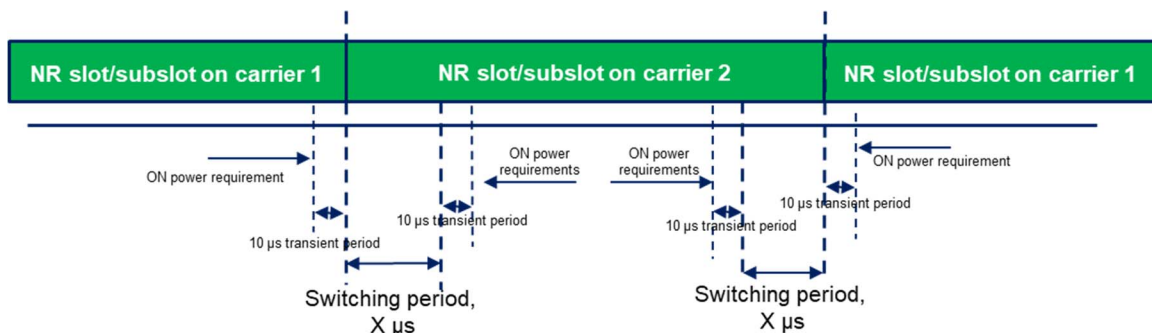 NR slot/subslot on carrier 1
NR slot/subslot on carrier 2
NR slot/subslot on carrier 1
ON power requirement
ON power
requirements
ON power
requirements
ON power requirement
10 µs transient period
10 µs transient period
10 µs transient period
10 µs transient period
Switching period,
X µs
Switching period,
X µs